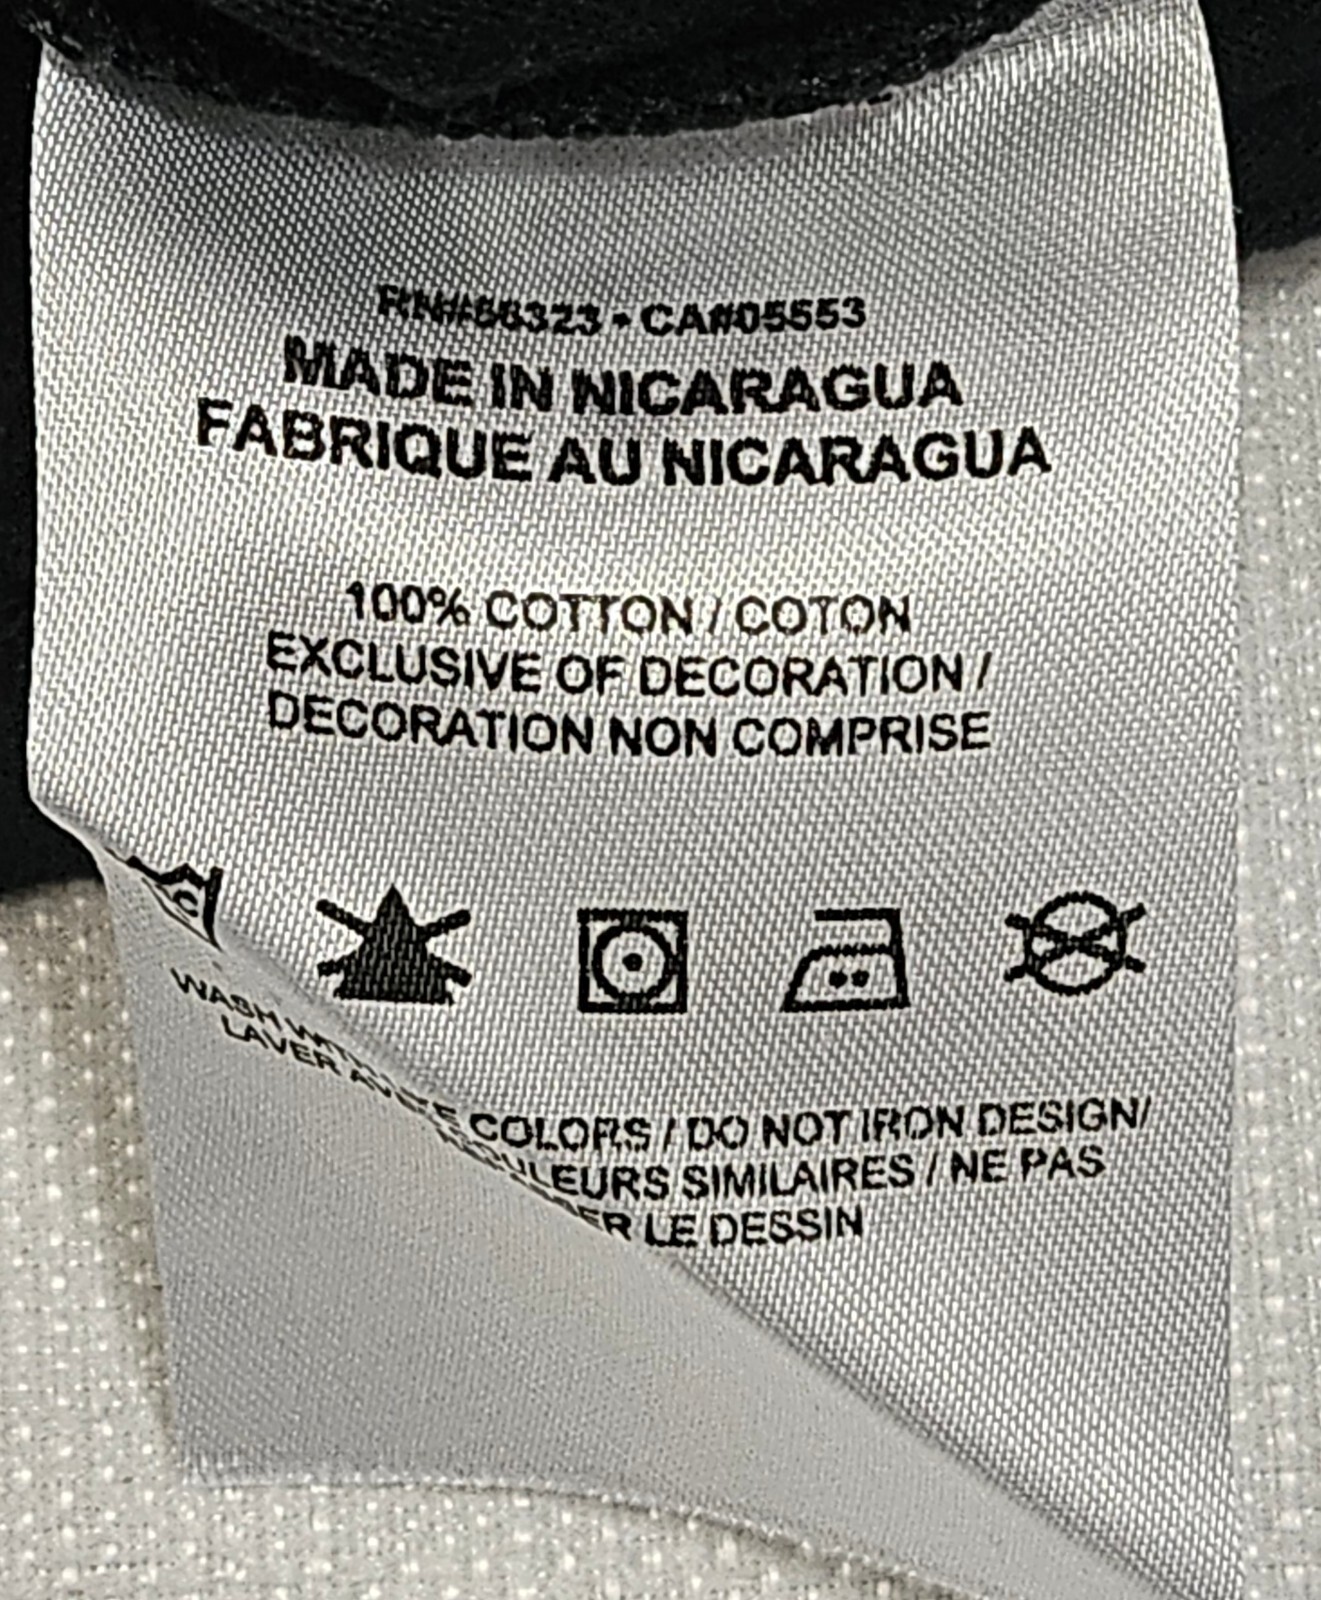 RN#56323 • CA#05553
MADE IN NICARAGUA
FABRIQUE AU NICARAGUA
100% COTTON / COTON
EXCLUSIVE OF DECORATION /
DECORATION NON COMPRISE
C
WASH COLORS / DO NOT IRON DESIGN/
LAVER SIMILAIRES / NE PAS
LE DESSIN